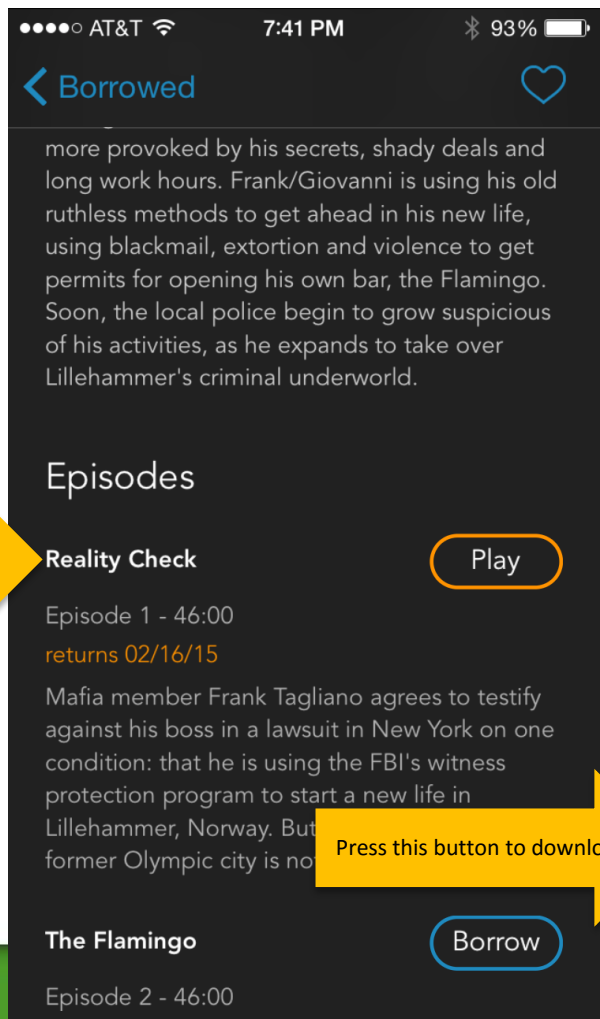 AT&T 7:41 PM 93%
Borrowed
more provoked by his secrets, shady deals and
long work hours. Frank/Giovanni is using his old
ruthless methods to get ahead in his new life,
using blackmail, extortion and violence to get
permits for opening his own bar, the Flamingo.
Soon, the local police begin to grow suspicious
of his activities, as he expands to take over
Lillehammer's criminal underworld.
Episodes
Reality Check Play
Episode 1 - 46:00
returns 02/16/15
Mafia member Frank Tagliano agrees to testify
against his boss in a lawsuit in New York on one
condition: that he is using the FBI's witness
protection program to start a new life in
Lillehammer, Norway. But
former Olympic city is no
Press this button to downlo
The Flamingo Borrow
Episode 2 - 46:00